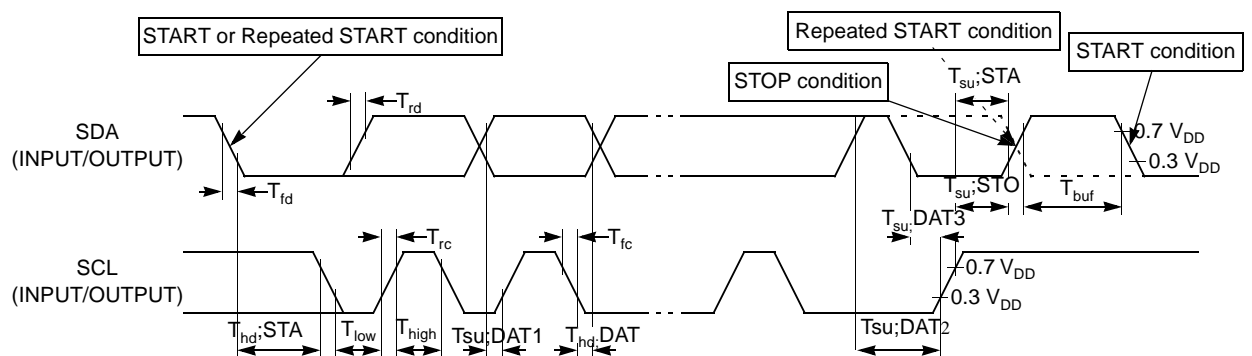 Repeated START condition
START or Repeated START condition
START condition
STOP condition
Tsu;STA
Trd
SDA
(INPUT/OUTPUT)
0.7 VDD
0.3 VDD
Tfd
Tsu;STO
Tbuf
Tsu;DAT3
Trc
Tfc
SCL
(INPUT/OUTPUT)
0.7 VDD
0.3 VDD
Thd;STA
Tlow
Thigh
Tsu;DAT1
Thd;DAT
Tsu;DAT2